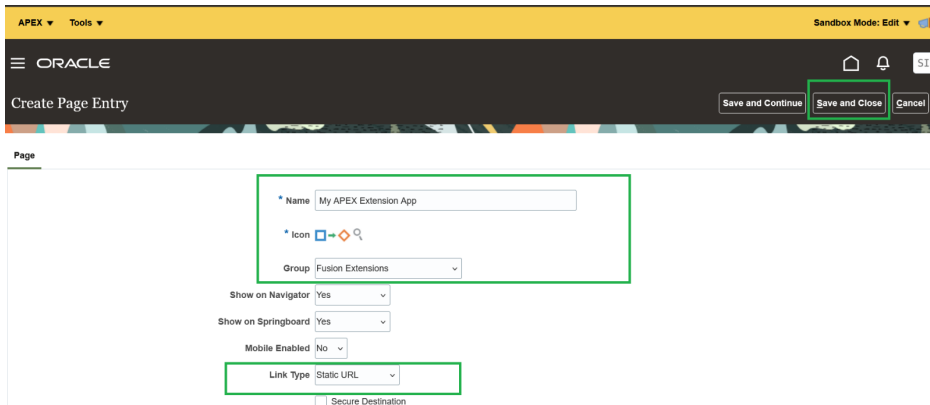 APEX Tools Sandbox Mode: Edit
ORACLE SI
Create Page Entry Save and Continue Save and Close Cancel
Page
* Name My APEX Extension App
* Icon
Group Fusion Extensions
Show on Navigator Yes
Show on Springboard Yes
Mobile Enabled No
Link Type Static URL
Secure Destination